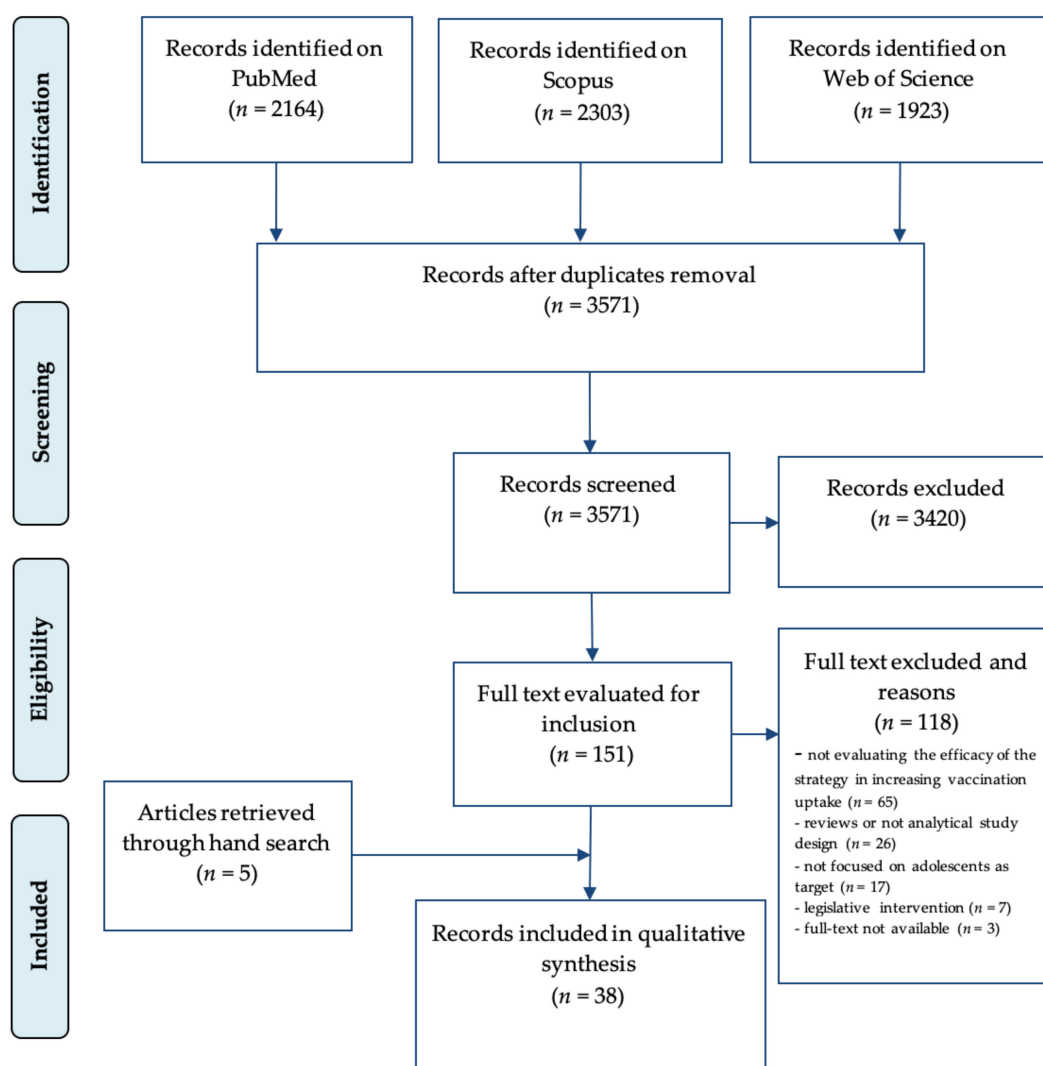 Identification
Records identified on
PubMed
(n = 2164)
Records identified on
Scopus
(n = 2303)
Records identified on
Web of Science
(n = 1923)
Records after duplicates removal
(n = 3571)
Screening
Records screened
(n = 3571)
Records excluded
(n = 3420)
Eligibility
Full text evaluated for
inclusion
(n = 151)
Full text excluded and
reasons
(n = 118)
- not evaluating the efficacy of the
strategy in increasing vaccination
uptake (n = 65)
- reviews or not analytical study
design (n = 26)
- not focused on adolescents as
target (n = 17)
- legislative intervention (n = 7)
- full-text not available (n = 3)
Included
Articles retrieved
through hand search
(n = 5)
Records included in qualitative
synthesis
(n = 38)